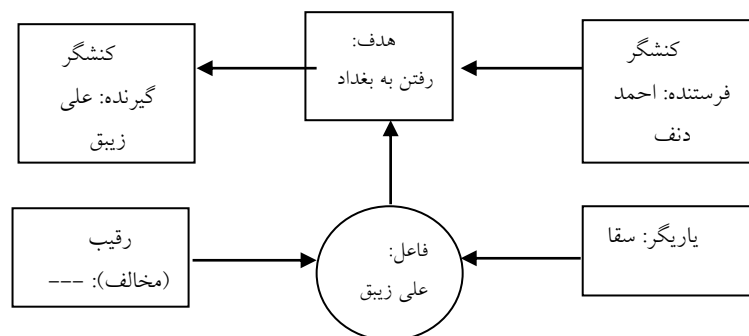 کنشگر
فرستنده: احمد
دنف
هدف:
رفتن به بغداد
کنشگر
گیرنده: علی
زیبق
یاریگر: سقا
فاعل:
علی زیبق
رقیب
(مخالف): ---